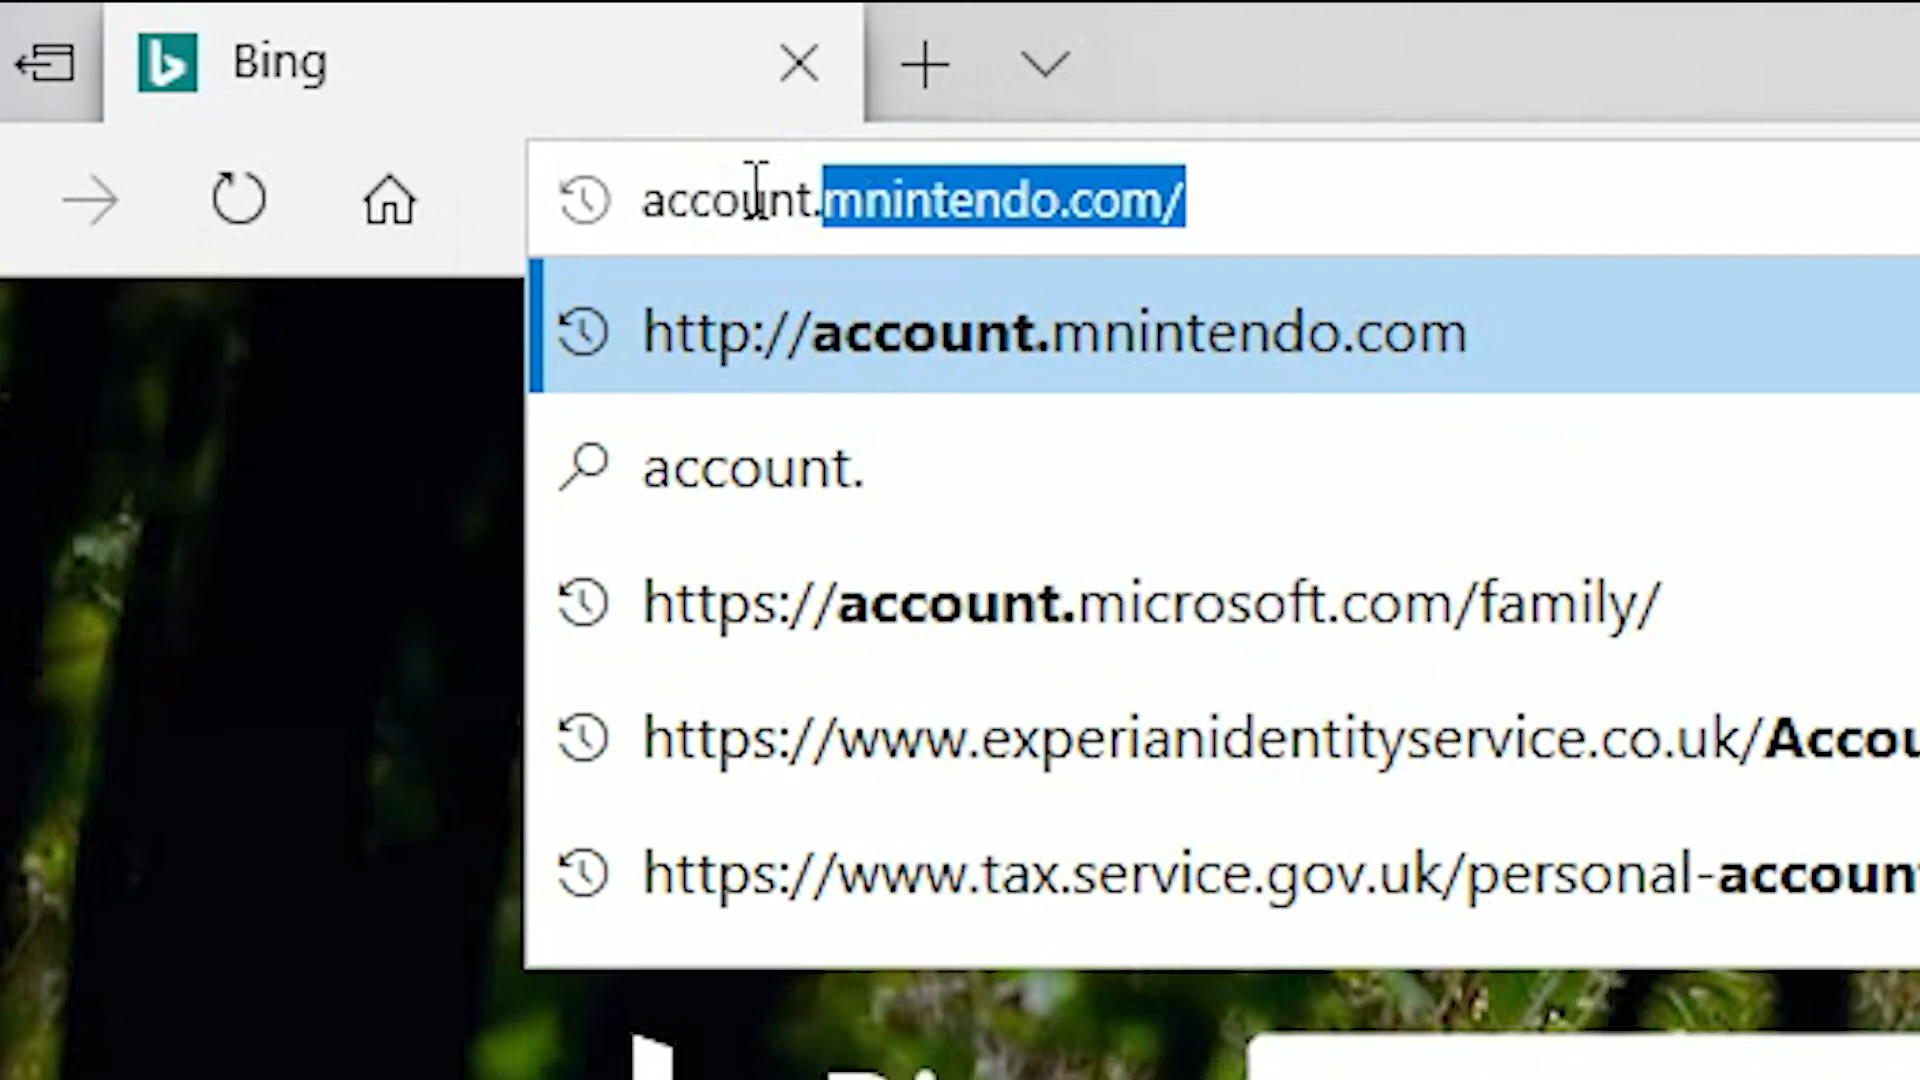 Bing
account.mnintendo.com/
http://account.mnintendo.com
account.
https://account.microsoft.com/family/
https://www.experianidentityservice.co.uk/Accou
https://www.tax.service.gov.uk/personal-account